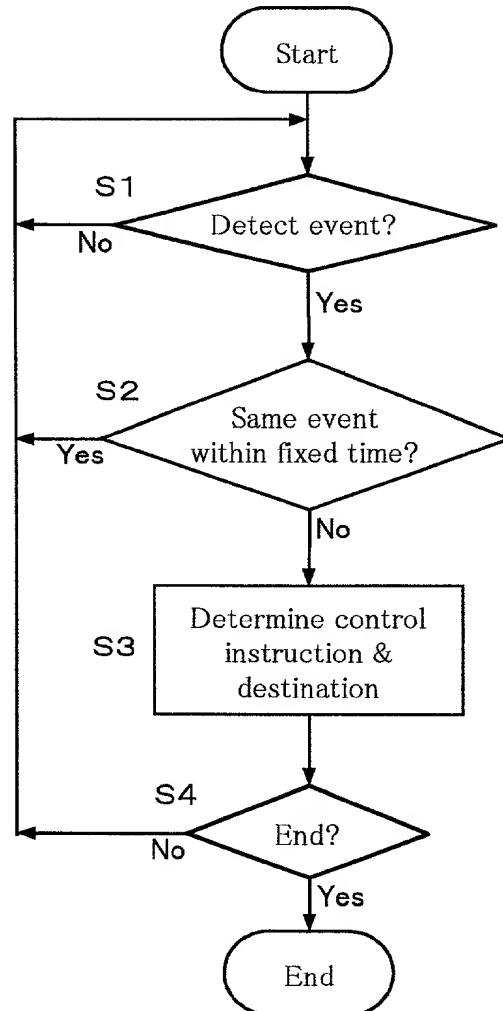 Start
S1
Detect event?
No
Yes
S2
Same event
within fixed time?
Yes
No
S3
Determine control
instruction &
destination
S4
End?
No
Yes
End